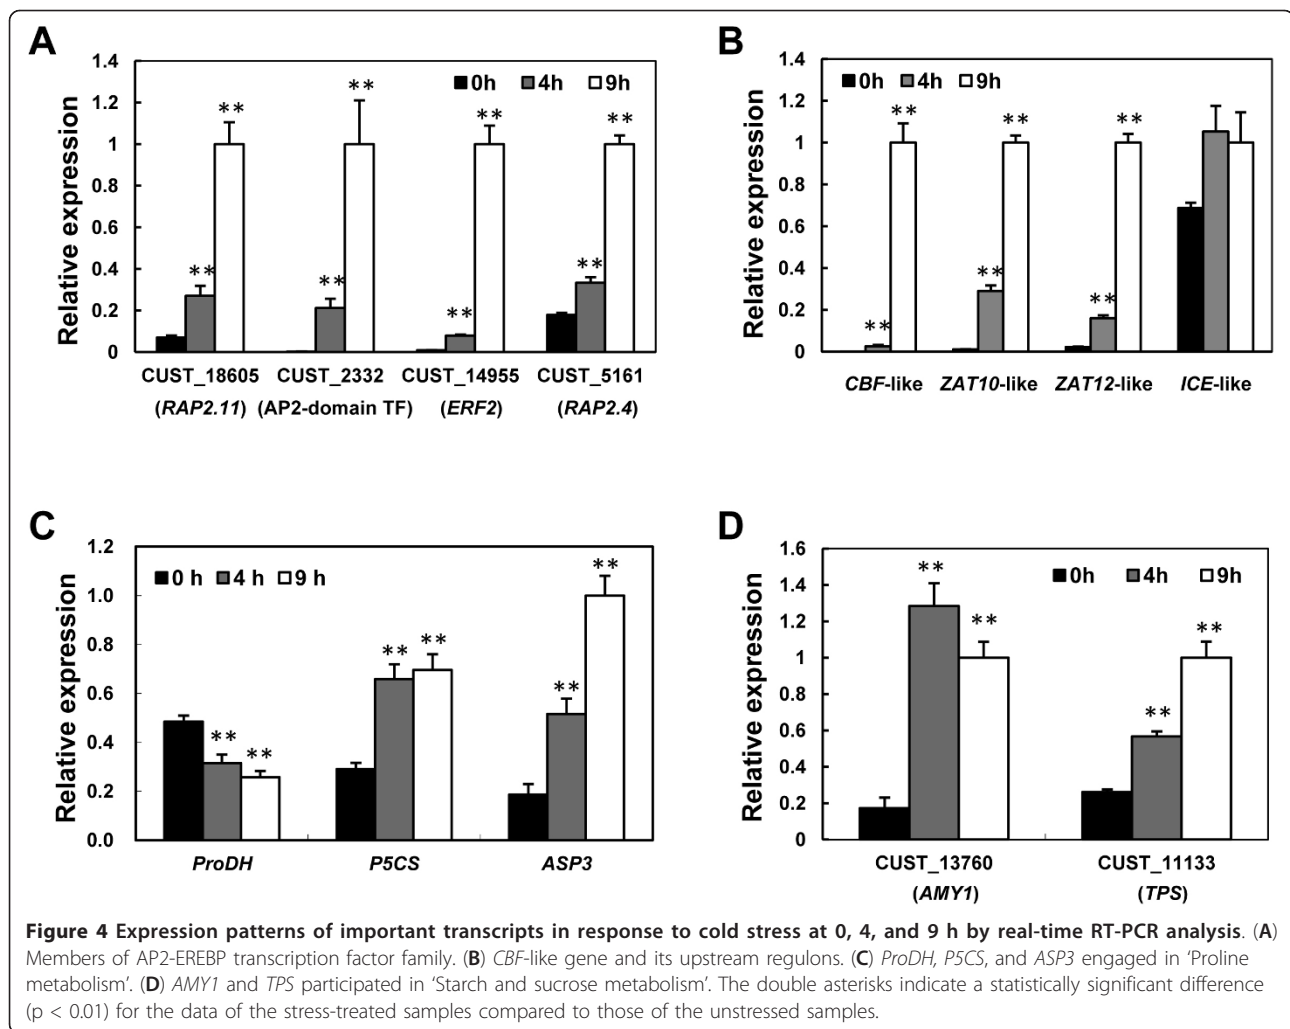 A
1.4
1.2
1
0.8
0.6
0.4
0.2
0
Relative expression
0h 4h 9h
** ** ** **
** ** ** **
CUST_18605 CUST_2332 CUST_14955 CUST_5161
(RAP2.11) (AP2-domain TF) (ERF2) (RAP2.4)
B
1.4
1.2
1
0.8
0.6
0.4
0.2
0
Relative expression
0h 4h 9h
** ** **
** ** **
CBF-like ZAT10-like ZAT12-like ICE-like
C
1.2
1.0
0.8
0.6
0.4
0.2
0.0
Relative expression
0 h 4 h 9 h
** ** ** ** ** **
ProDH P5CS ASP3
D
1.6
1.4
1.2
1
0.8
0.6
0.4
0.2
0
Relative expression
0h 4h 9h
** ** ** **
CUST_13760 CUST_11133
(AMY1) (TPS)
Figure 4 Expression patterns of important transcripts in response to cold stress at 0, 4, and 9 h by real-time RT-PCR analysis. (A)
Members of AP2-EREBP transcription factor family. (B) CBF-like gene and its upstream regulons. (C) ProDH, P5CS, and ASP3 engaged in 'Proline
metabolism'. (D) AMY1 and TPS participated in 'Starch and sucrose metabolism'. The double asterisks indicate a statistically significant difference
(p < 0.01) for the data of the stress-treated samples compared to those of the unstressed samples.